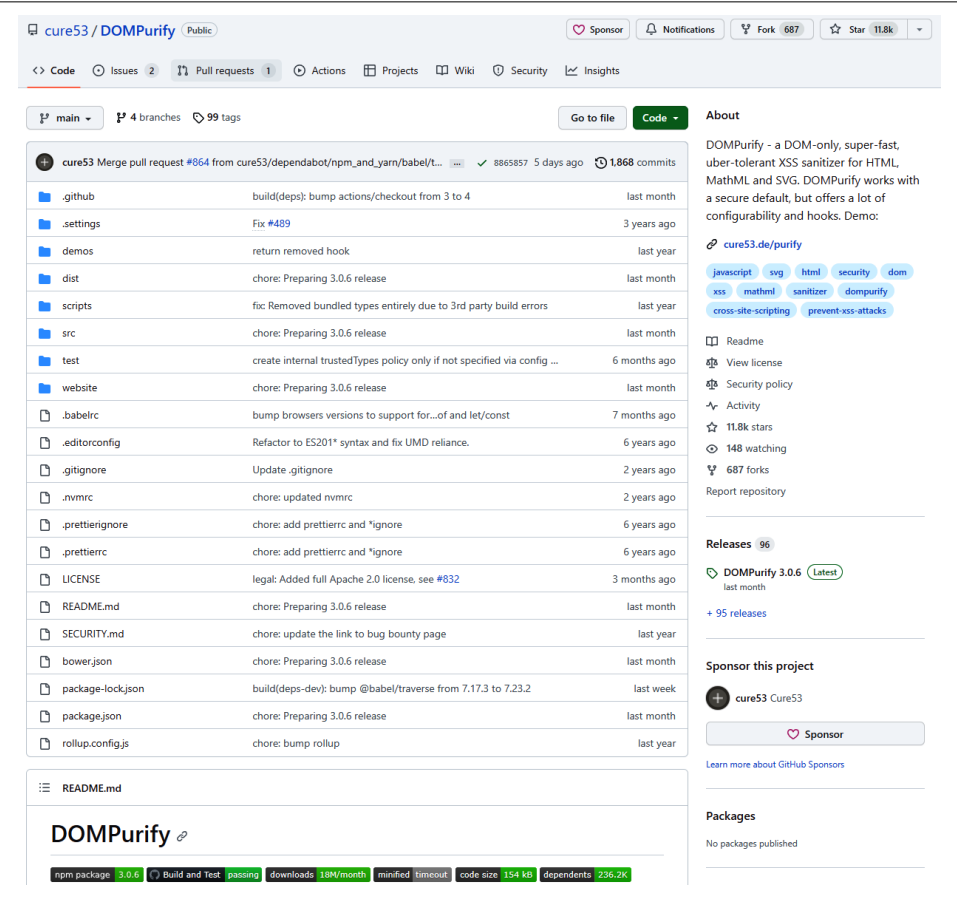 cure53 / DOMPurify Public
Sponsor Notifications Fork 687 Star 11.8k
Code Issues 2 Pull requests 1 Actions Projects Wiki Security Insights
main 4 branches 99 tags Go to file Code
cure53 Merge pull request #864 from cure53/dependabot/npm_and_yarn/babel/t... ... 8865857 5 days ago 1,868 commits
.github build(deps): bump actions/checkout from 3 to 4 last month
.settings Fix #489 3 years ago
demos return removed hook last year
dist chore: Preparing 3.0.6 release last month
scripts fix: Removed bundled types entirely due to 3rd party build errors last year
src chore: Preparing 3.0.6 release last month
test create internal trustedTypes policy only if not specified via config ... 6 months ago
website chore: Preparing 3.0.6 release last month
.babelrc bump browsers versions to support for...of and let/const 7 months ago
.editorconfig Refactor to ES201* syntax and fix UMD reliance. 6 years ago
.gitignore Update .gitignore 2 years ago
.nvmrc chore: updated nvmrc 2 years ago
.prettierignore chore: add prettierrc and *ignore 6 years ago
.prettierrc chore: add prettierrc and *ignore 6 years ago
LICENSE legal: Added full Apache 2.0 license, see #832 3 months ago
README.md chore: Preparing 3.0.6 release last month
SECURITY.md chore: update the link to bug bounty page last year
bower.json chore: Preparing 3.0.6 release last month
package-lock.json build(deps-dev): bump @babel/traverse from 7.17.3 to 7.23.2 last week
package.json chore: Preparing 3.0.6 release last month
rollup.config.js chore: bump rollup last year
README.md
DOMPurify
npm package 3.0.6 Build and Test passing downloads 18M/month minified timeout code size 154 kB dependents 236.2K
About
DOMPurify - a DOM-only, super-fast,
uber-tolerant XSS sanitizer for HTML,
MathML and SVG. DOMPurify works with
a secure default, but offers a lot of
configurability and hooks. Demo:
cure53.de/purify
javascript svg html security dom
xss mathml sanitizer dompurify
cross-site-scripting prevent-xss-attacks
Readme
View license
Security policy
Activity
11.8k stars
148 watching
687 forks
Report repository
Releases 96
DOMPurify 3.0.6 Latest
last month
+ 95 releases
Sponsor this project
cure53 Cure53
Sponsor
Learn more about GitHub Sponsors
Packages
No packages published